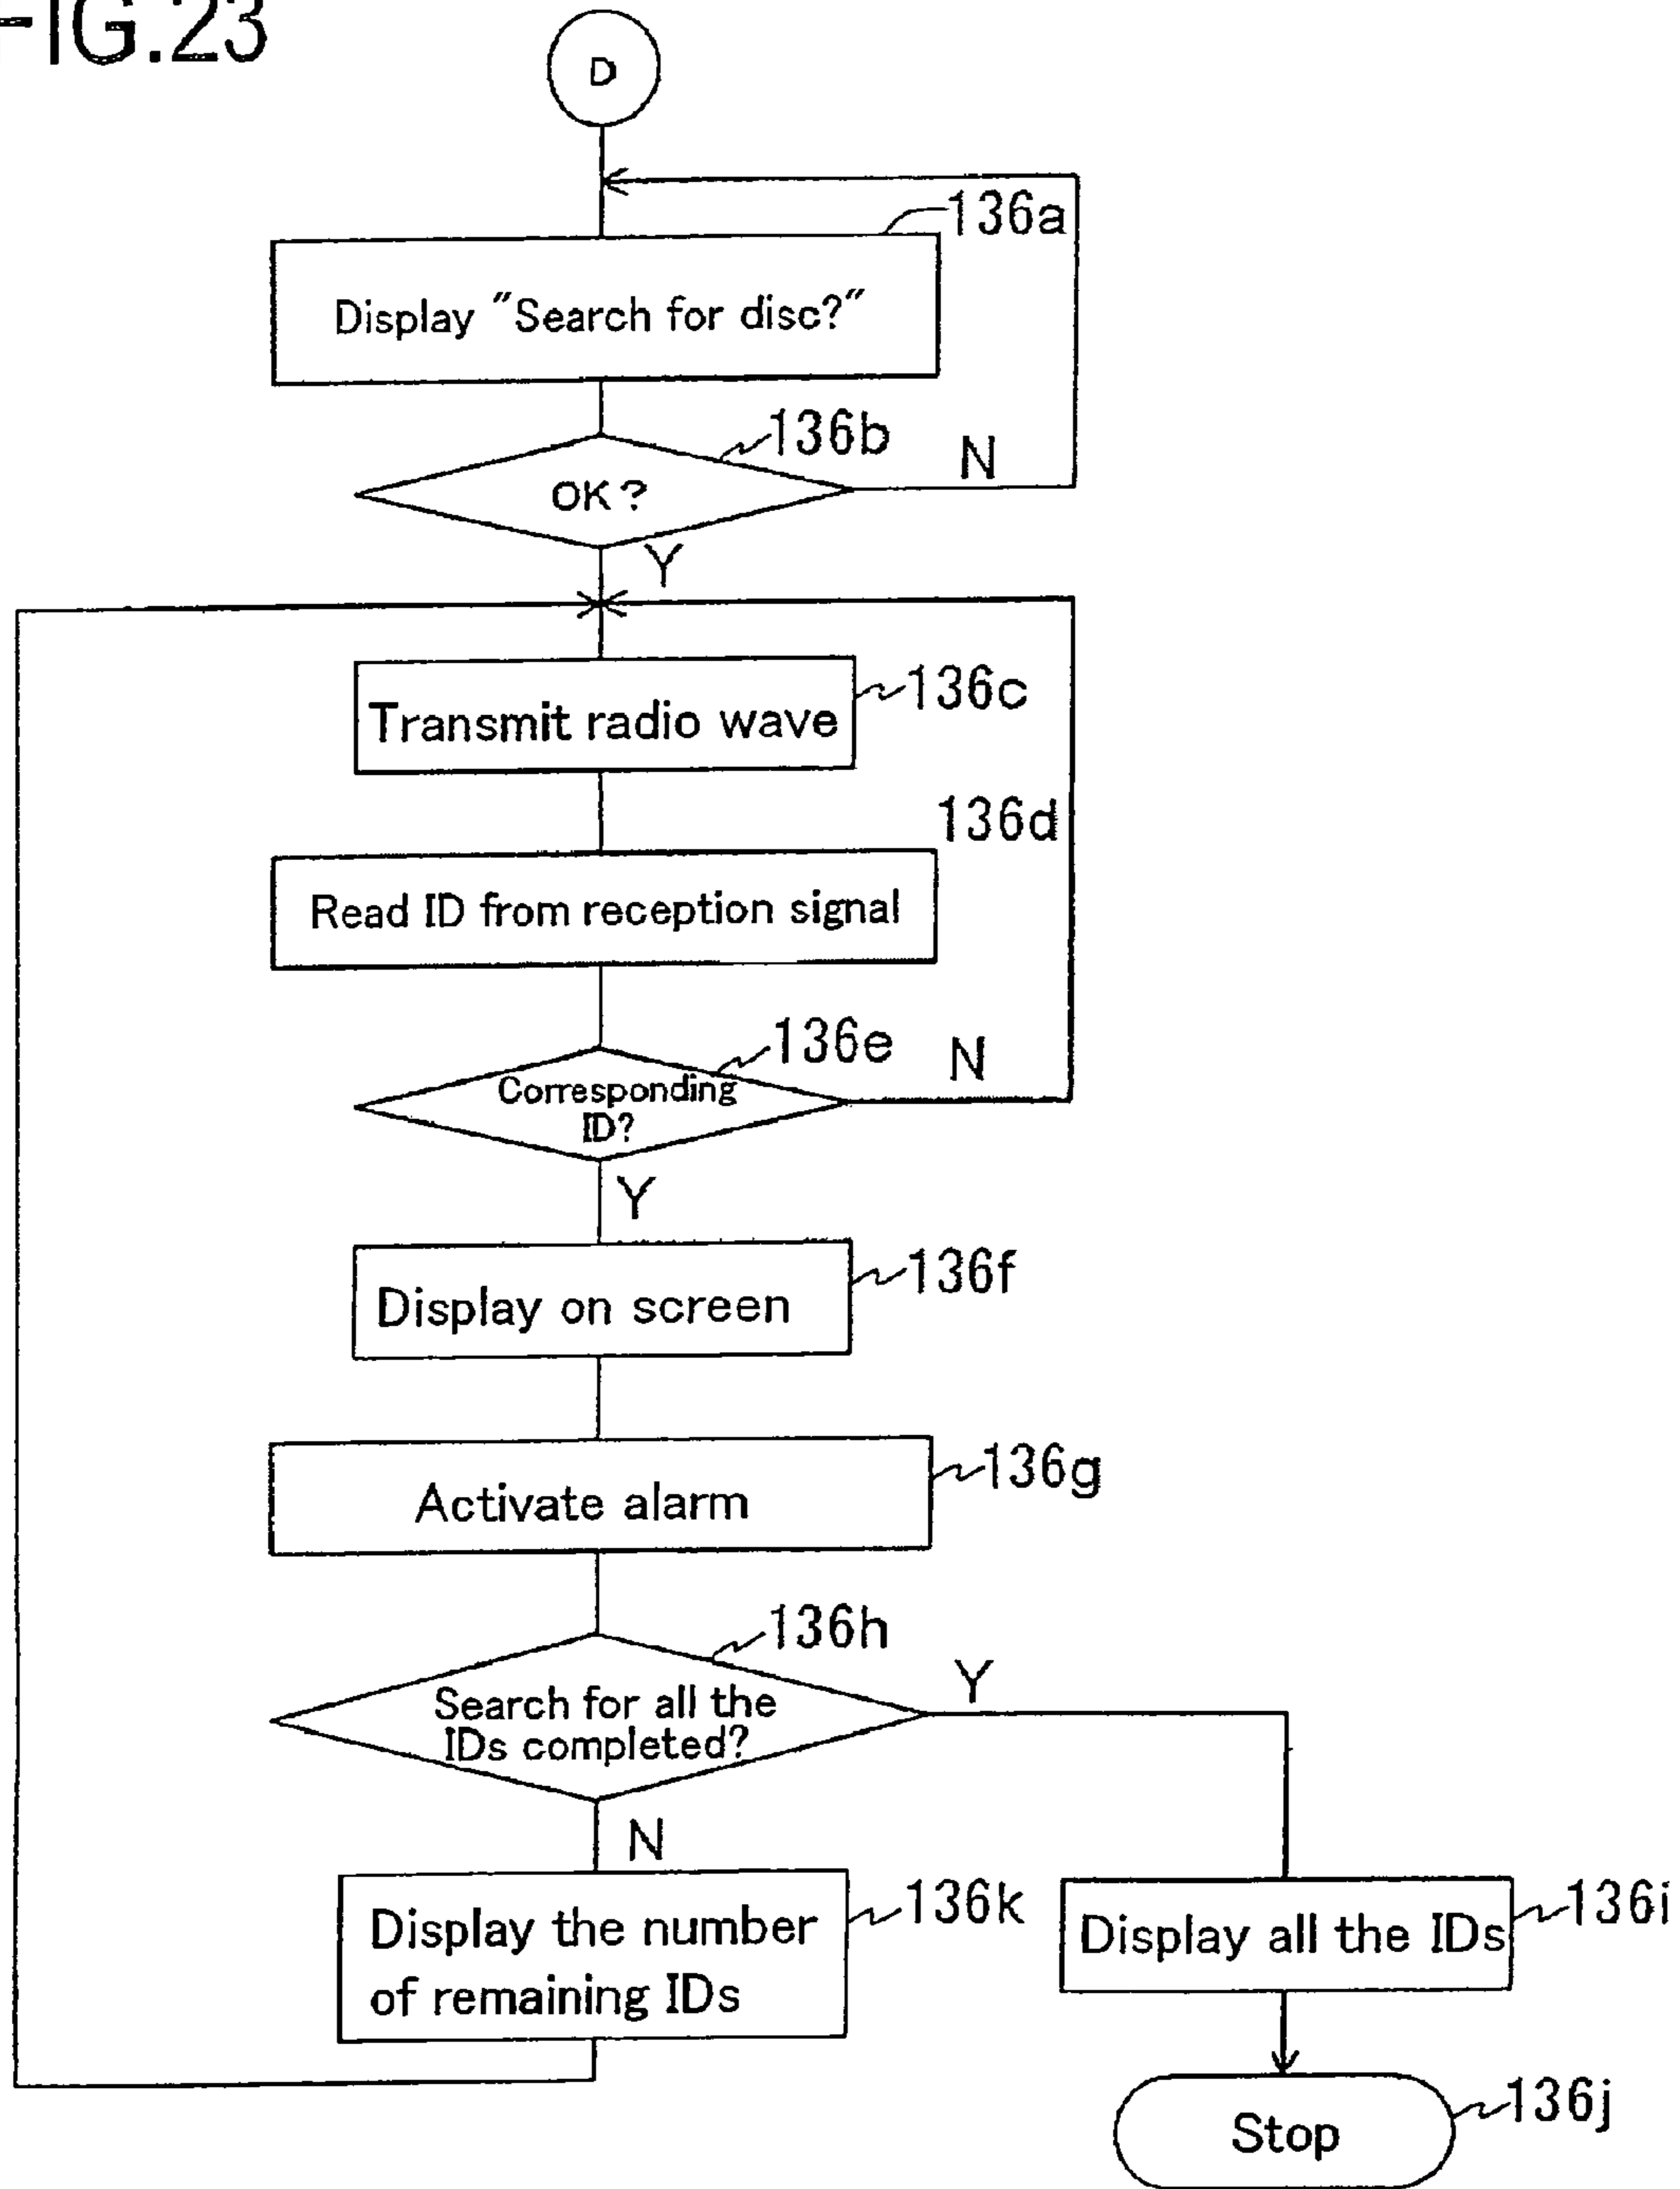 FIG.23
D
136a
Display "Search for disc?"
136b
OK?
N
Y
Transmit radio wave
136c
136d
Read ID from reception signal
136e
Corresponding
ID?
N
Y
Display on screen
136f
Activate alarm
136g
136h
Search for all the
IDs completed?
Y
N
Display the number
of remaining IDs
136k
Display all the IDs
136i
Stop
136j